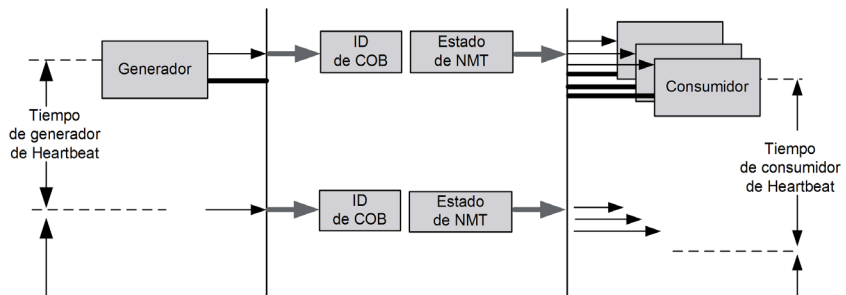 ID
de COB
Estado
de NMT
Generador
Consumidor
Tiempo
de generador
de Heartbeat
Tiempo
de consumidor
de Heartbeat
ID
de COB
Estado
de NMT